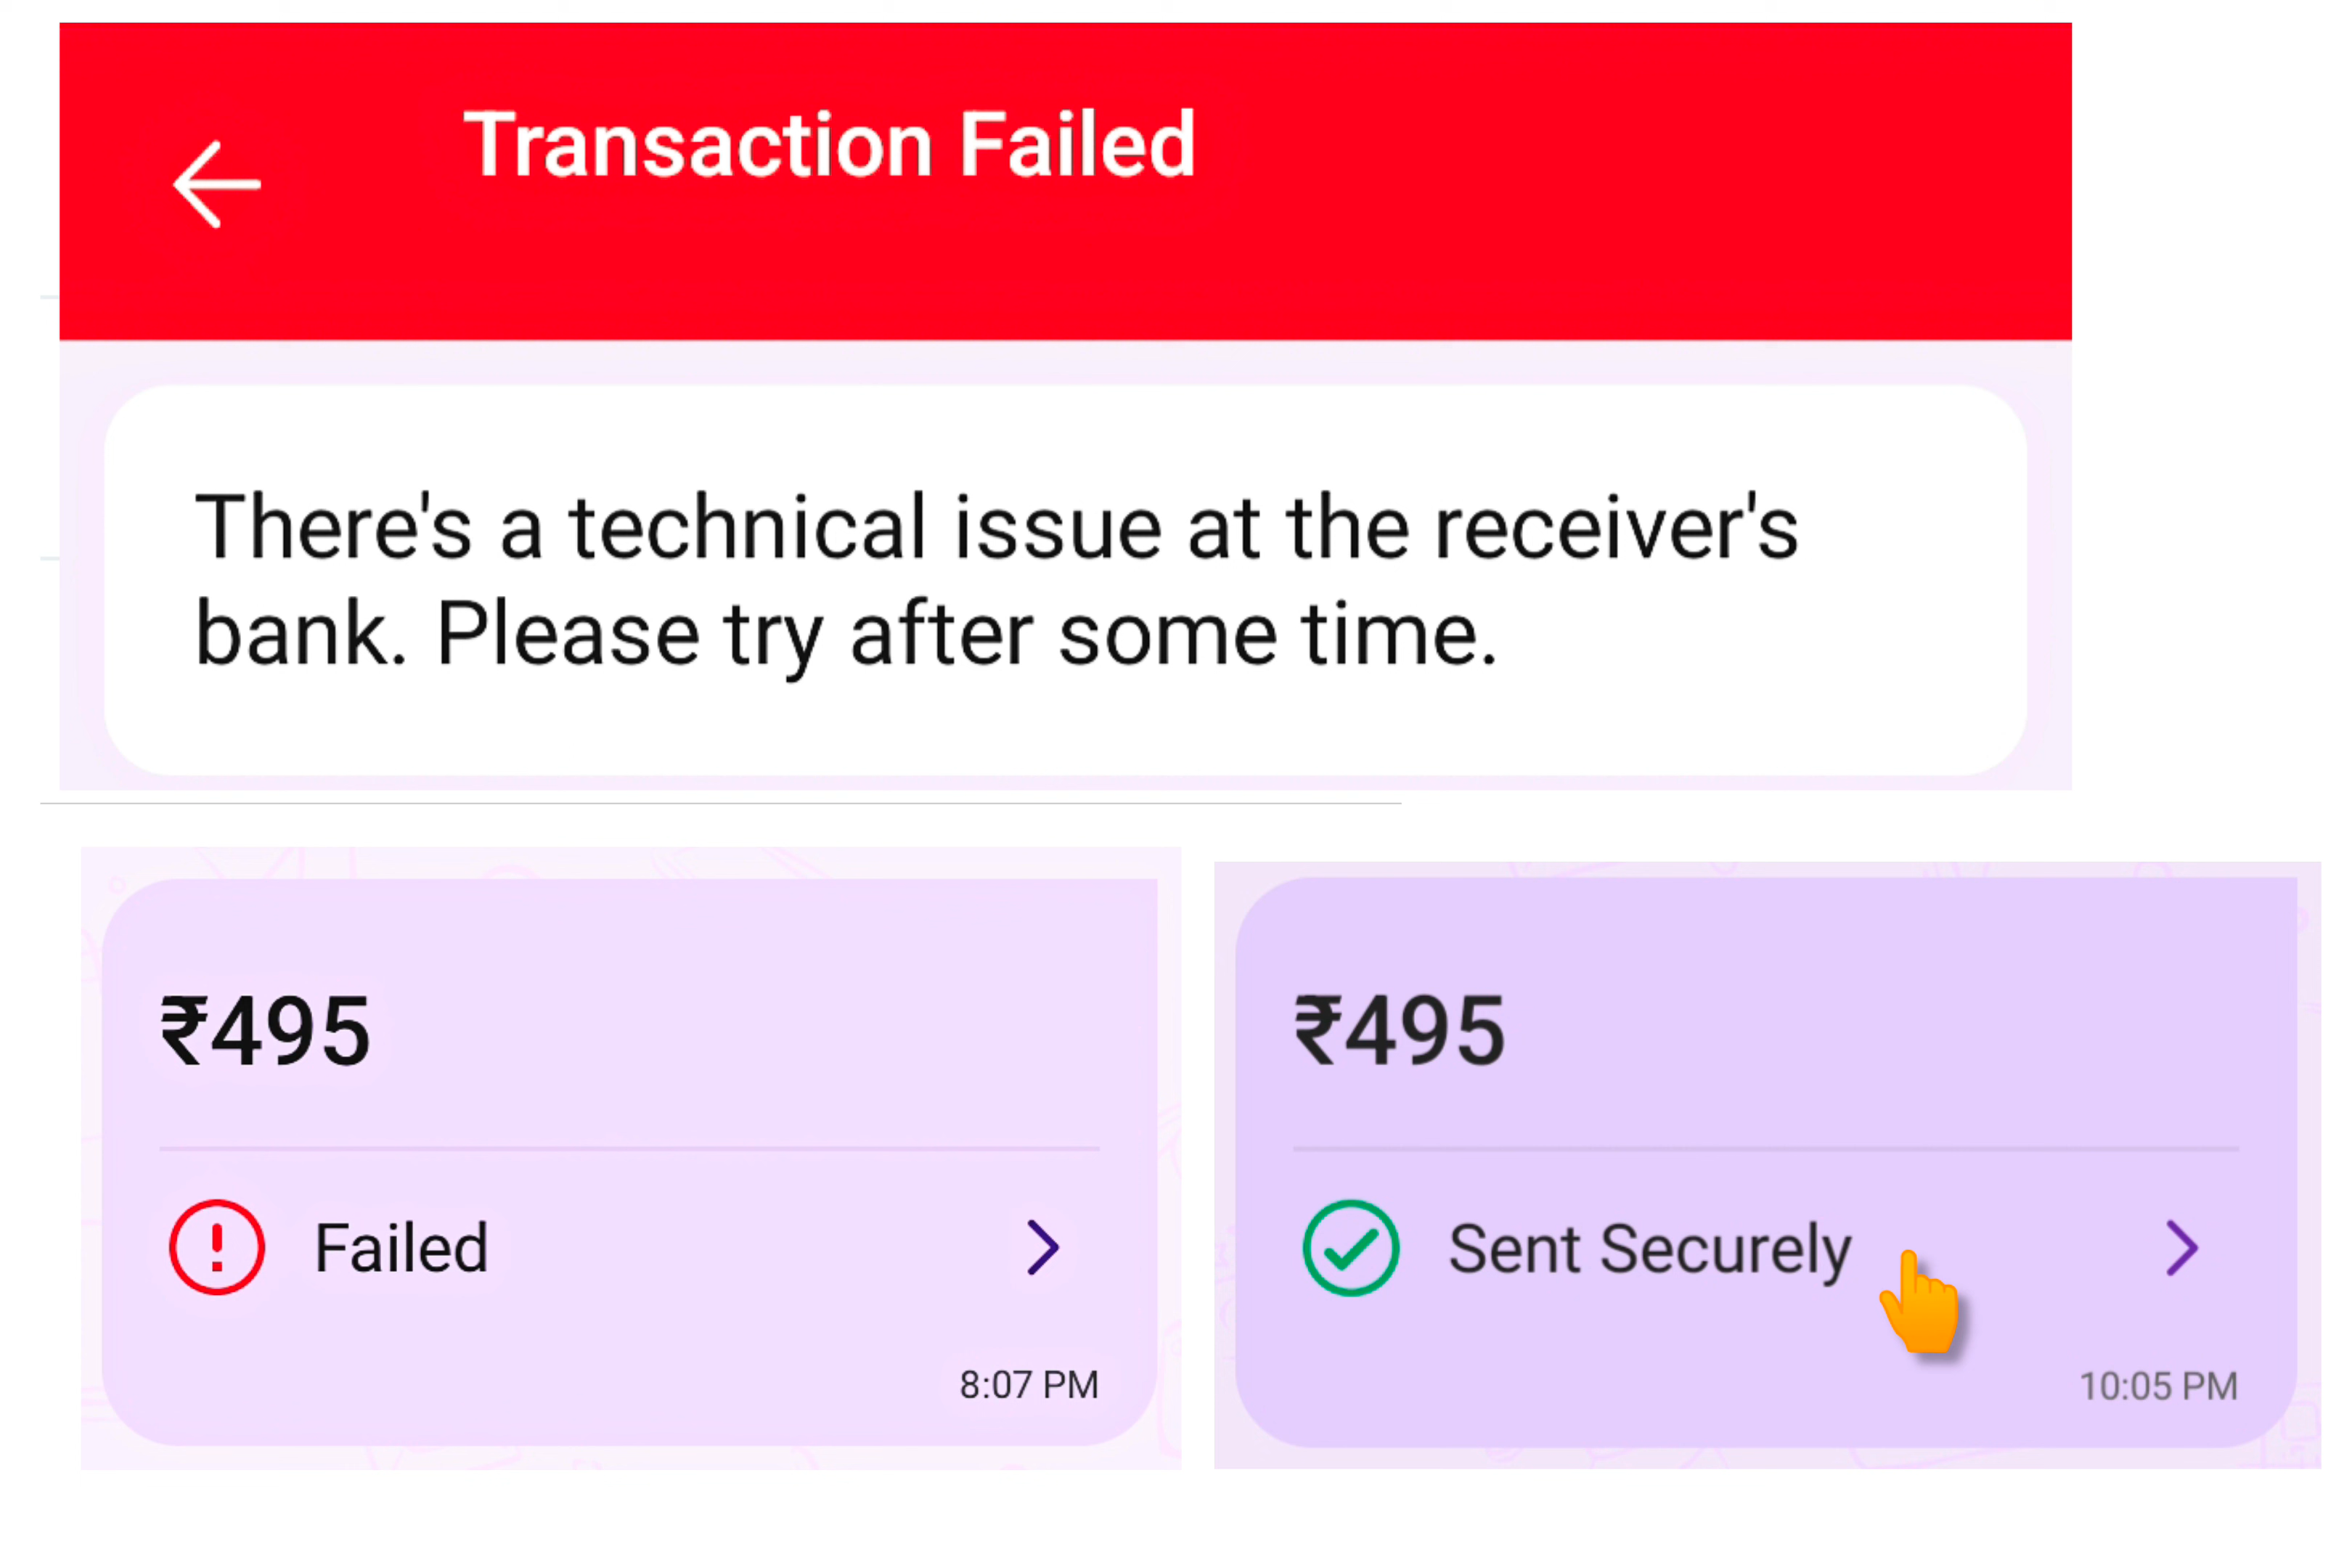 Transaction Failed
There's a technical issue at the receiver's
bank. Please try after some time.
₹495
Failed
8:07 PM
₹495
Sent Securely
10:05 PM